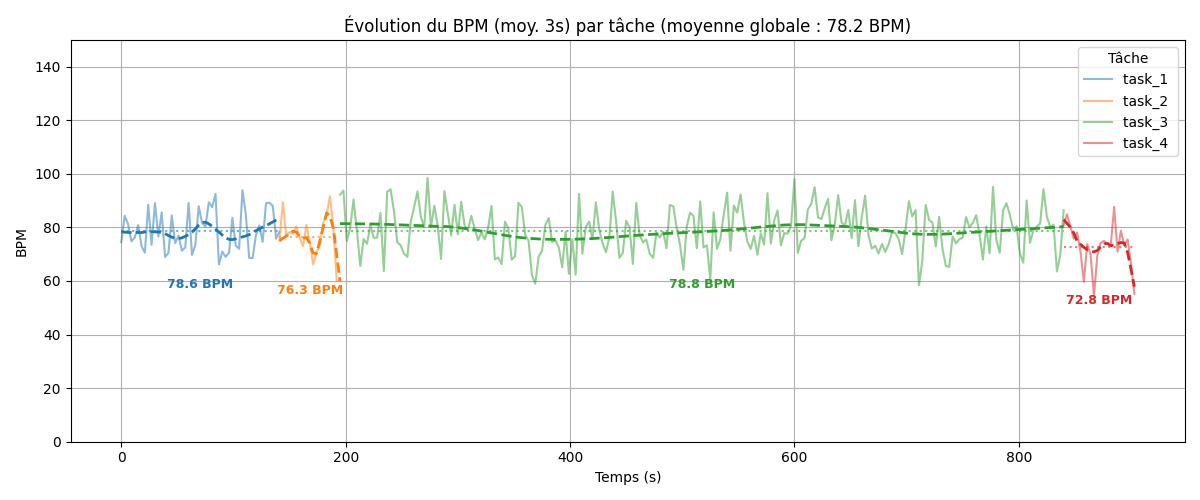 Évolution du BPM (moy. 3s) par tâche (moyenne globale : 78.2 BPM)
Tâche
task_1
task_2
task_3
task_4
BPM
140
120
100
80
60
40
20
0
78.6 BPM
76.3 BPM
78.8 BPM
72.8 BPM
0 200 400 600 800
Temps (s)